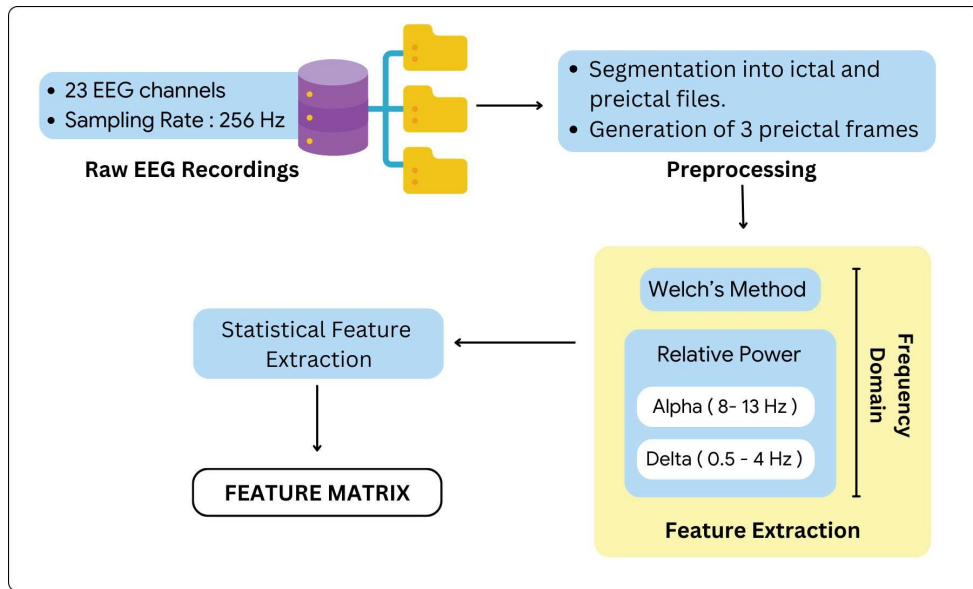 • 23 EEG channels
• Sampling Rate : 256 Hz
Raw EEG Recordings
• Segmentation into ictal and
preictal files.
• Generation of 3 preictal frames
Preprocessing
Welch's Method
Relative Power
Alpha ( 8- 13 Hz )
Delta ( 0.5 - 4 Hz )
Frequency
Domain
Feature Extraction
Statistical Feature
Extraction
FEATURE MATRIX